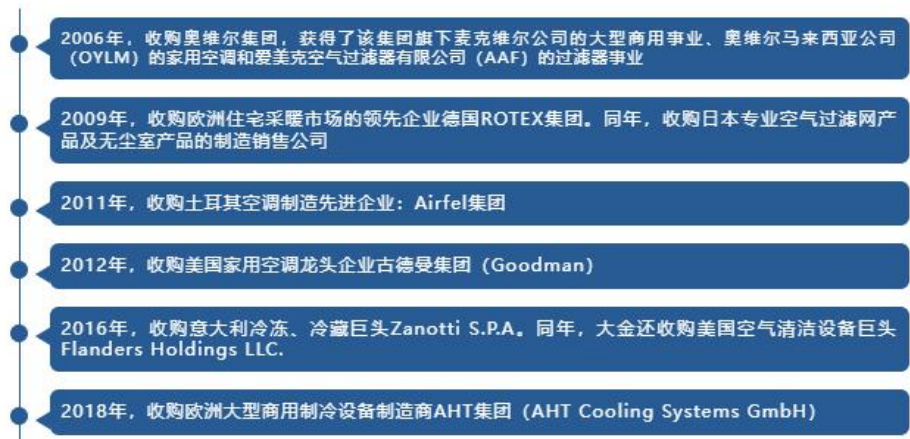 2006年，收购奥维尔集团，获得了该集团旗下麦克维尔公司的大型商用事业、奥维尔马来西亚公司
（OYLM）的家用空调和爱美克空气过滤器有限公司（AAF）的过滤器事业
2009年，收购欧洲住宅采暖市场的领先企业德国ROTEX集团。同年，收购日本专业空气过滤网产
品及无尘室产品的制造销售公司
2011年，收购土耳其空调制造先进企业：Airfel集团
2012年，收购美国家用空调龙头企业古德曼集团（Goodman）
2016年，收购意大利冷冻、冷藏巨头Zanotti S.P.A。同年，大金还收购美国空气清洁设备巨头
Flanders Holdings LLC.
2018年，收购欧洲大型商用制冷设备制造商AHT集团（AHT Cooling Systems GmbH）